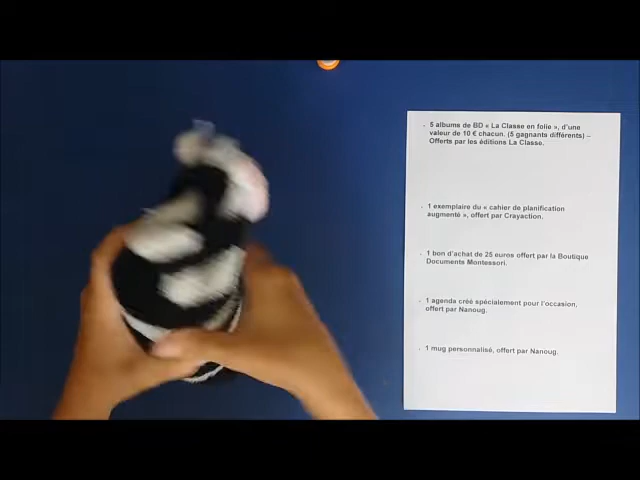 - 5 albums de BD « La Classe en folie », d'une
valeur de 10 € chacun. (5 gagnants différents) –
Offerts par les éditions La Classe.
- 1 exemplaire du « cahier de planification
augmenté », offert par Crayaction.
- 1 bon d'achat de 25 euros offert par la Boutique
Documents Montessori.
- 1 agenda créé spécialement pour l'occasion,
offert par Nanoug.
- 1 mug personnalisé, offert par Nanoug.